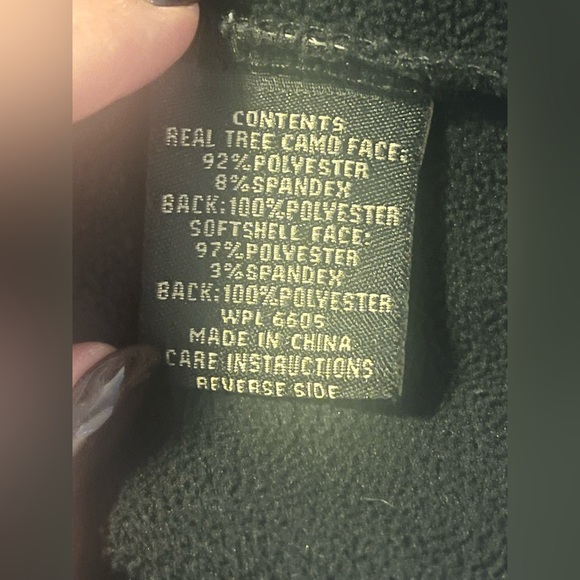 CONTENTS
REAL TREE CAMO FACE:
92%POLYESTER
8%SPANDEX
BACK:100%POLYESTER
SOFTSHELL FACE:
97%POLYESTER
3%SPANDEX
BACK:100%POLYESTER
WPL 6605
MADE IN CHINA
CARE INSTRUCTIONS
REVERSE SIDE